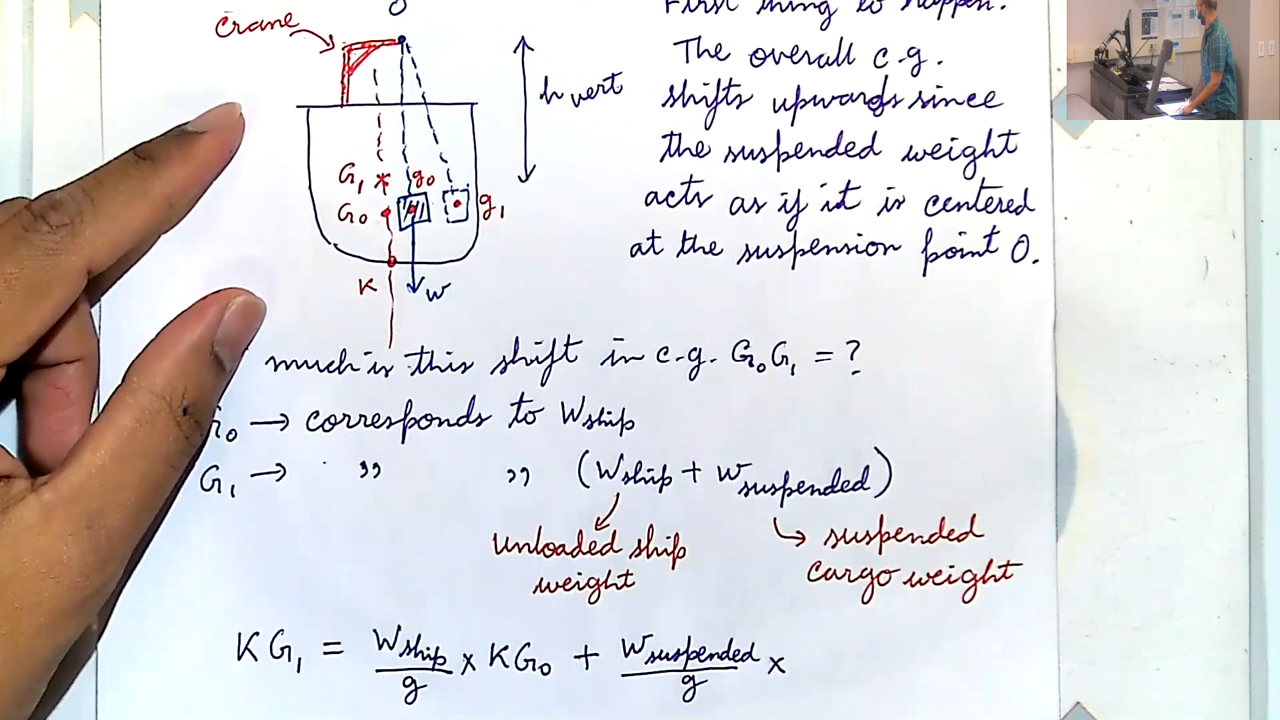 O
First thing to happen.
Crane
The overall c.g.
h vert
shifts upwards since
the suspended weight
G₁
g₀
acts as if it is centered
G₀
g₁
at the suspension point O.
K
W
much is this shift in c.g. G₀G₁ = ?
₀ → corresponds to Wship
G₁ → " " (Wship + Wsuspended)
unloaded ship
weight
suspended
cargo weight
KG₁ = Wship/g x KG₀ + Wsuspended/g x